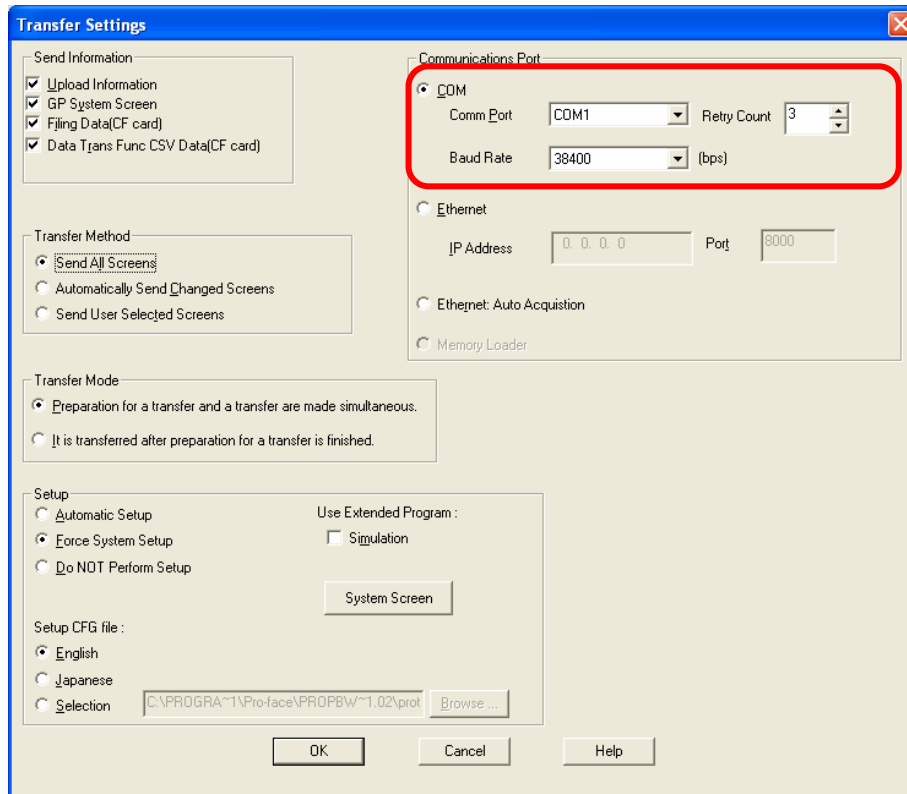 Transfer Settings
Send Information
Upload Information
GP System Screen
Filing Data(CF card)
Data Trans Func CSV Data(CF card)
Communications Port
COM
Comm Port COM1 Retry Count 3
Baud Rate 38400 (bps)
Ethernet
IP Address 0. 0. 0. 0 Port 8000
Ethernet: Auto Acquistion
Memory Loader
Transfer Method
Send All Screens
Automatically Send Changed Screens
Send User Selected Screens
Transfer Mode
Preparation for a transfer and a transfer are made simultaneous.
It is transferred after preparation for a transfer is finished.
Setup
Automatic Setup
Force System Setup
Do NOT Perform Setup
Use Extended Program :
Simulation
System Screen
Setup CFG file :
English
Japanese
Selection C:\PROGRA~1\Pro-face\PROPBW~1.02\prot Browse ...
OK Cancel Help